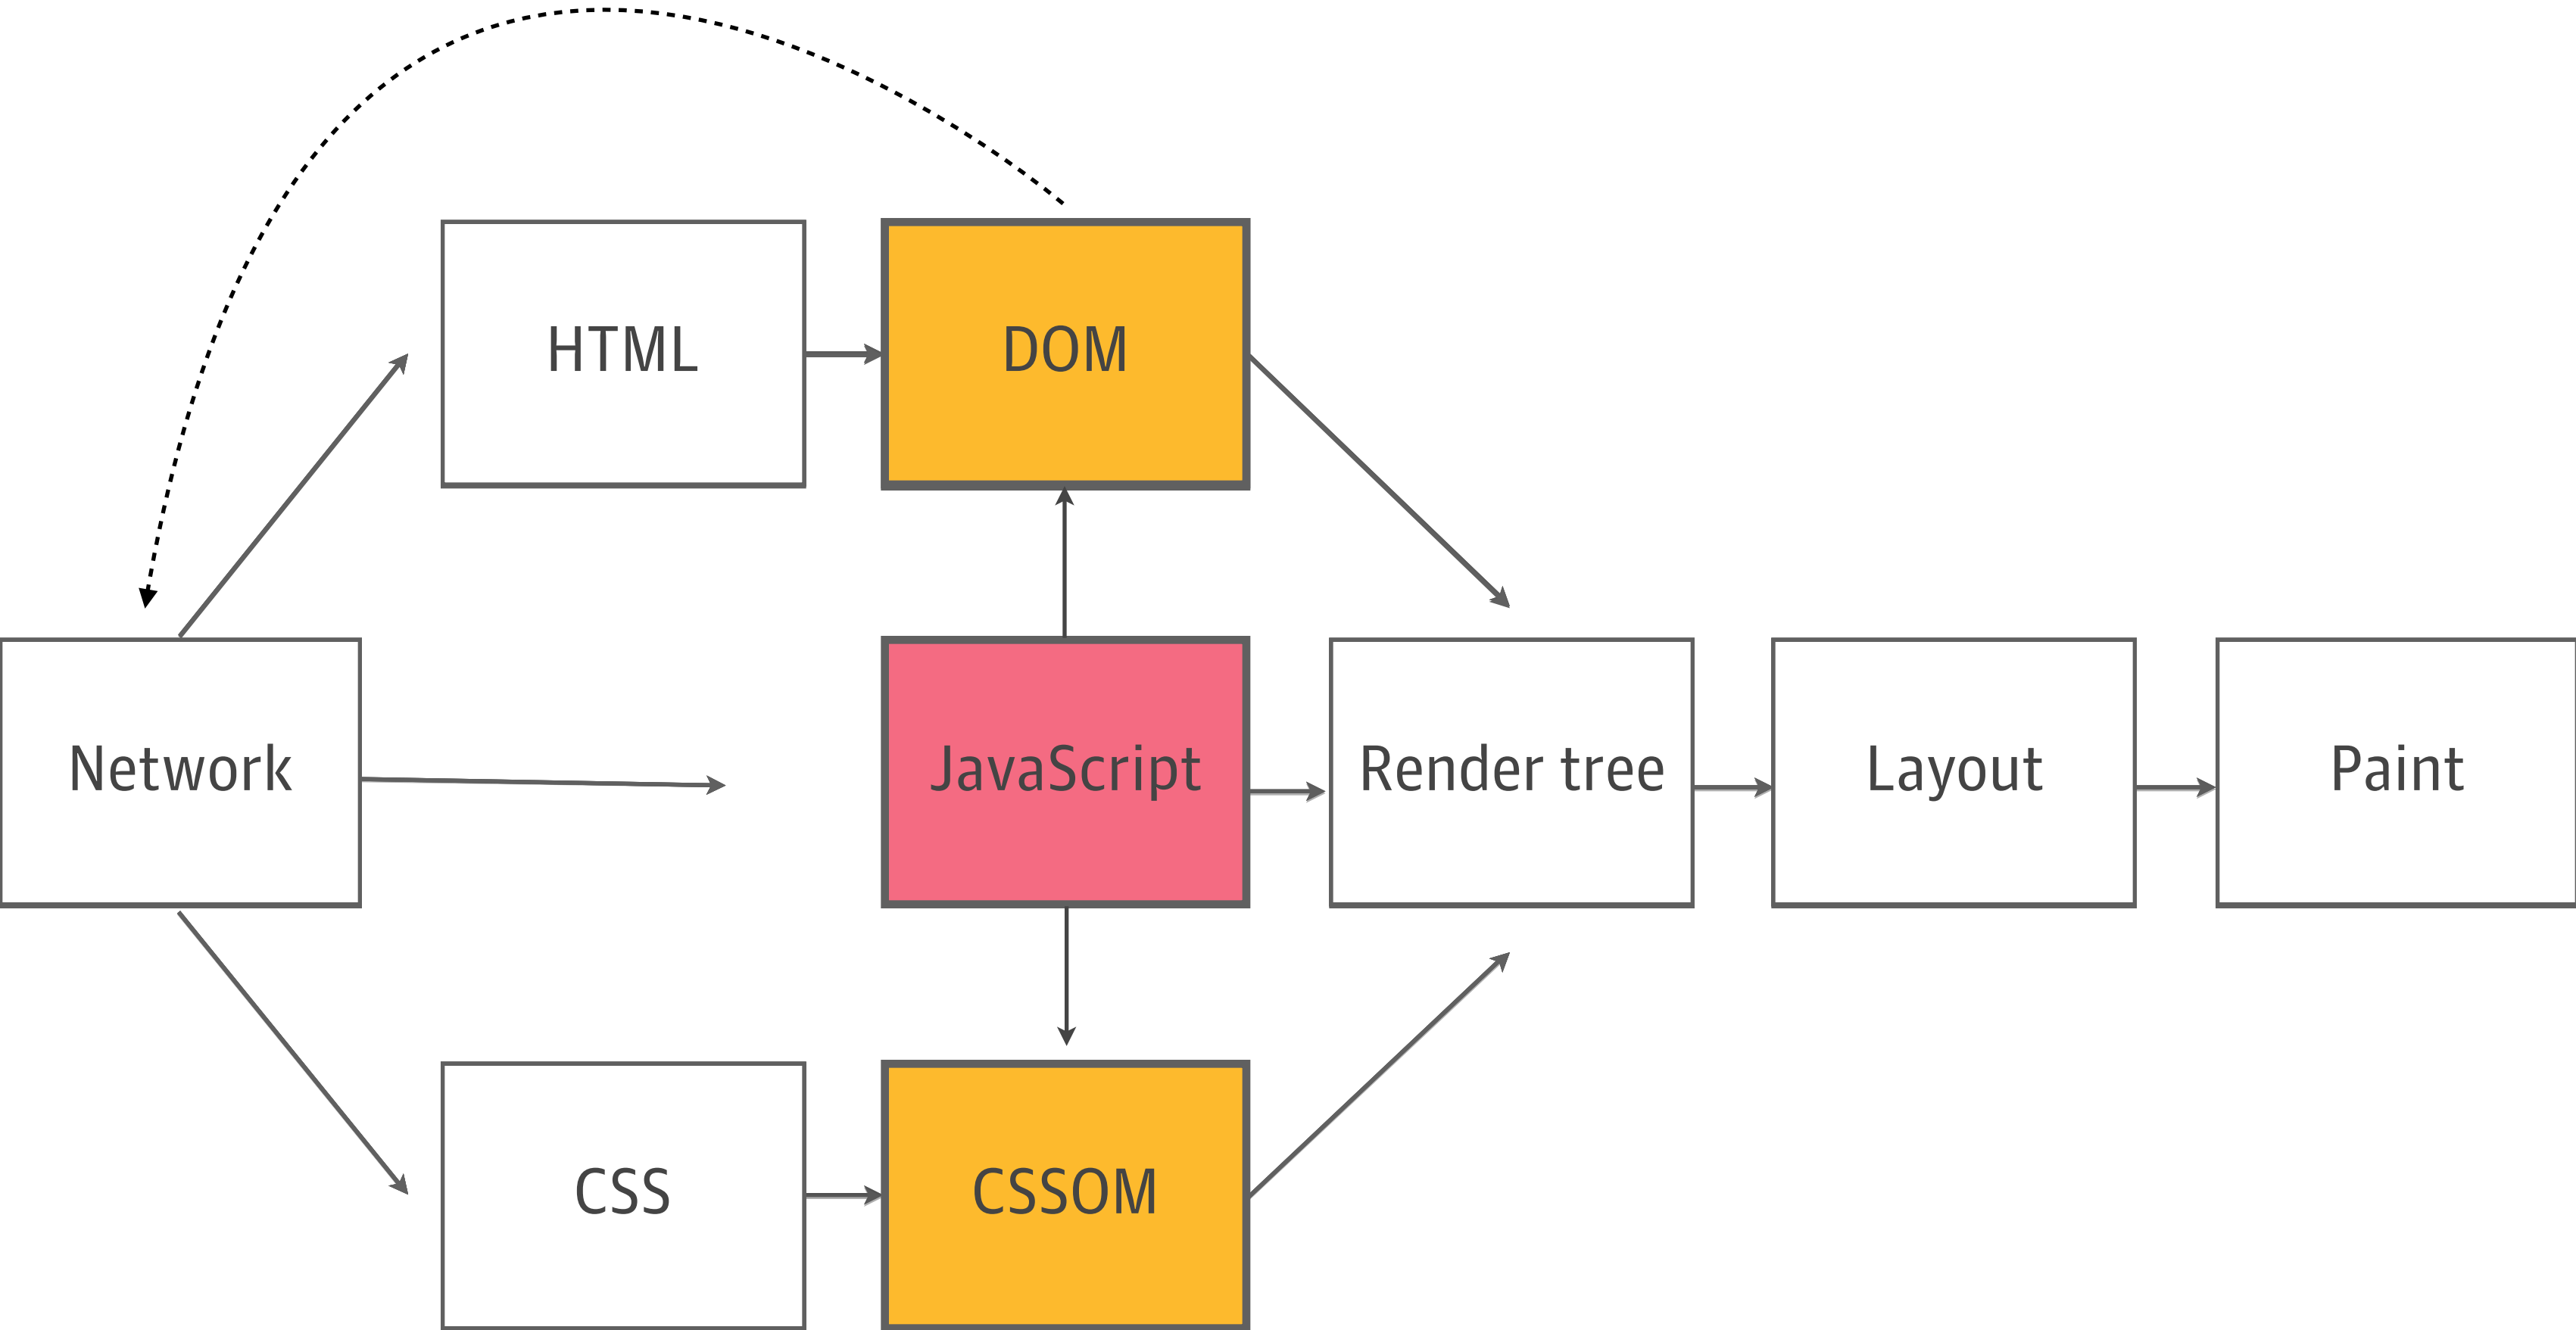 HTML
DOM
Network
JavaScript
Render tree
Layout
Paint
CSS
CSSOM